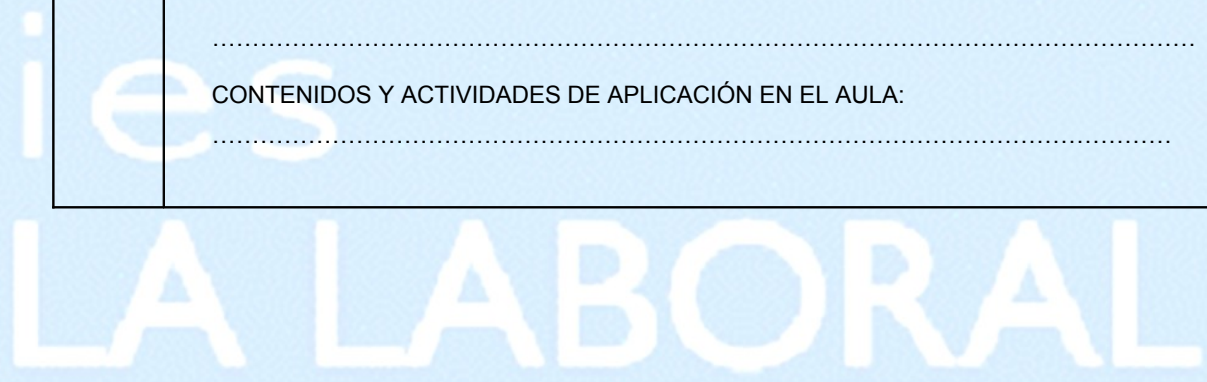 ……………………………………………………………………………………………………………
CONTENIDOS Y ACTIVIDADES DE APLICACIÓN EN EL AULA:
…………………………………………………………………………………………………………
ies
LA LABORAL